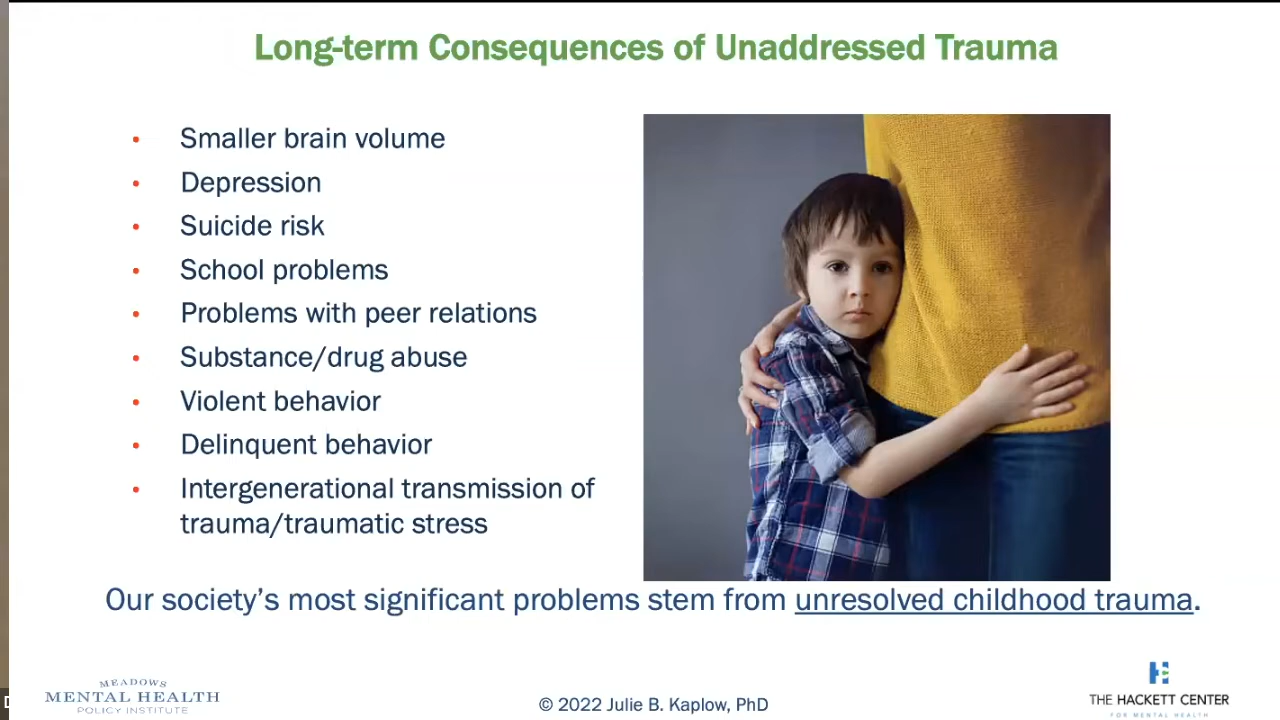 Long-term Consequences of Unaddressed Trauma
• Smaller brain volume
• Depression
• Suicide risk
• School problems
• Problems with peer relations
• Substance/drug abuse
• Violent behavior
• Delinquent behavior
• Intergenerational transmission of
trauma/traumatic stress
Our society's most significant problems stem from unresolved childhood trauma.
MEADOWS
MENTAL HEALTH
POLICY INSTITUTE
© 2022 Julie B. Kaplow, PhD
THE HACKETT CENTER
FOR MENTAL HEALTH